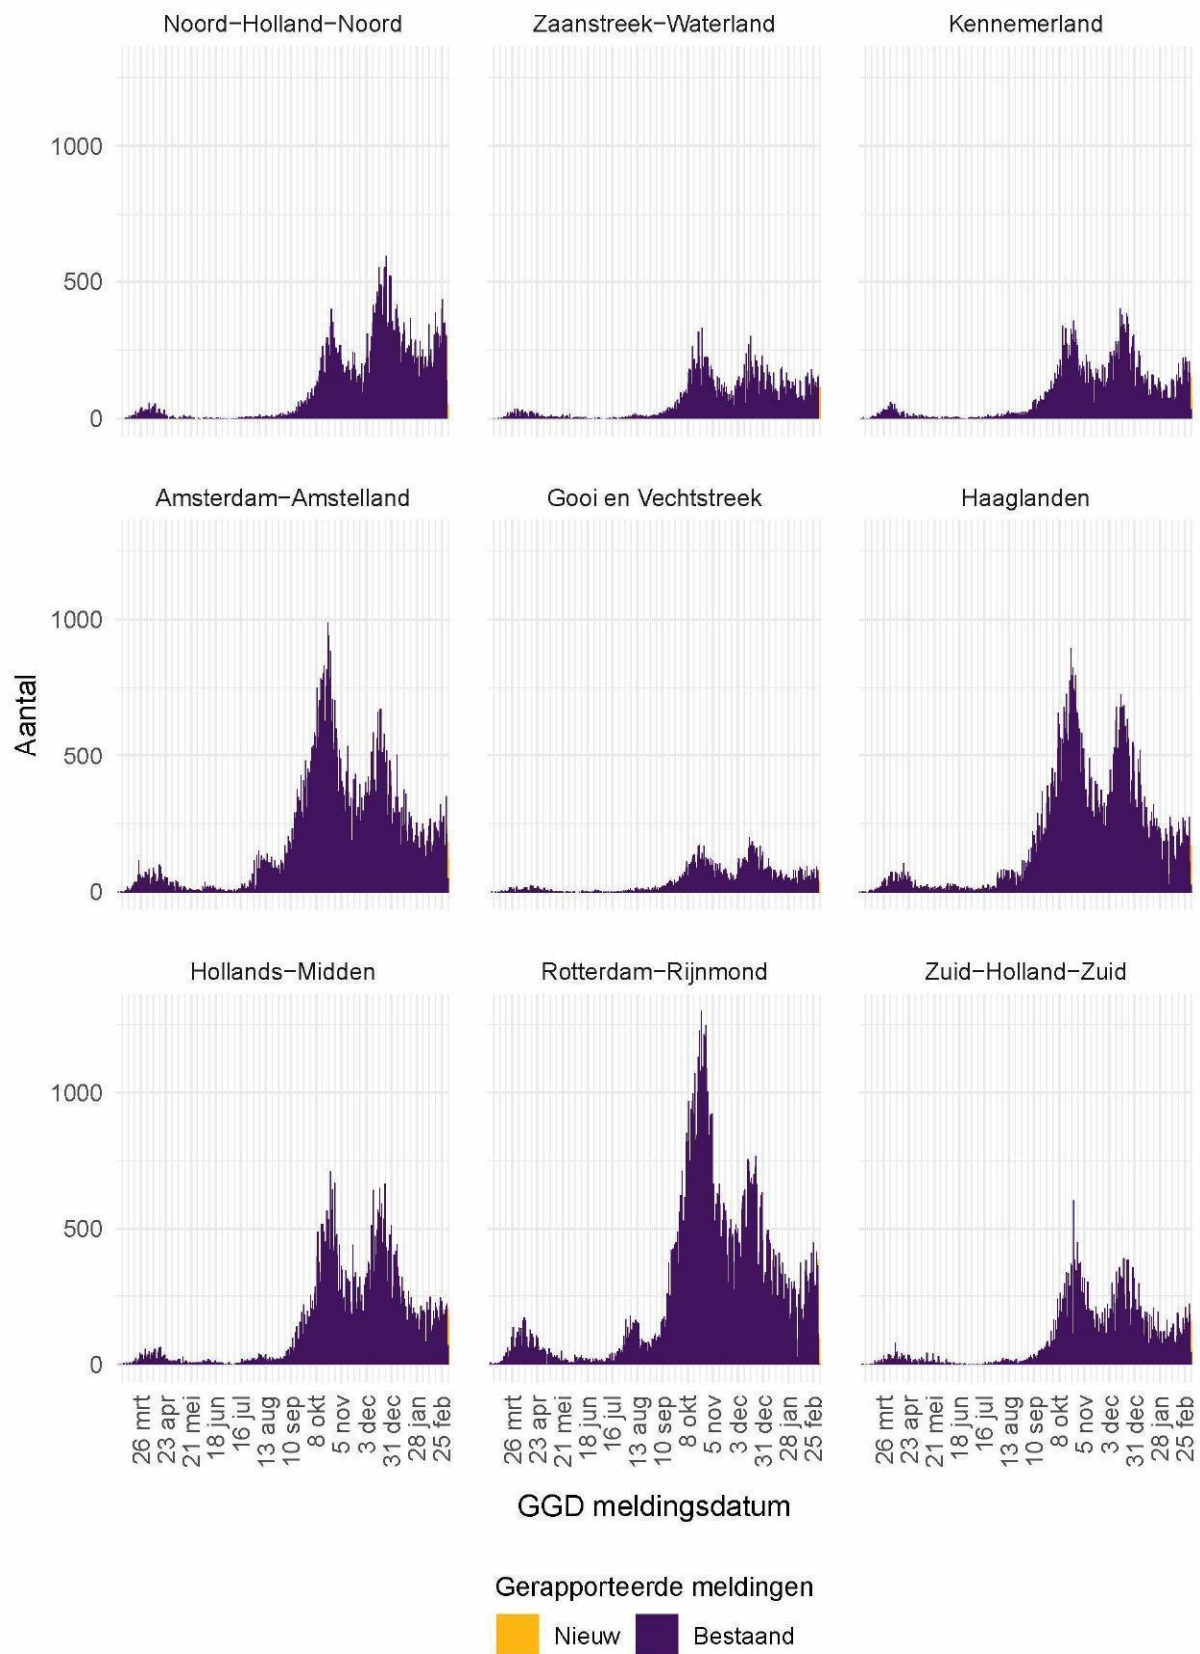 Noord-Holland-Noord
Zaanstreek-Waterland
Kennemerland
1000
500
0
Amsterdam-Amstelland
Gooi en Vechtstreek
Haaglanden
1000
500
0
Aantal
Hollands-Midden
Rotterdam-Rijnmond
Zuid-Holland-Zuid
1000
500
0
26 mrt
23 apr
21 mei
18 jun
16 jul
13 aug
10 sep
8 okt
5 nov
3 dec
31 dec
28 jan
25 feb
26 mrt
23 apr
21 mei
18 jun
16 jul
13 aug
10 sep
8 okt
5 nov
3 dec
31 dec
28 jan
25 feb
26 mrt
23 apr
21 mei
18 jun
16 jul
13 aug
10 sep
8 okt
5 nov
3 dec
31 dec
28 jan
25 feb
GGD meldingsdatum
Gerapporteerde meldingen
Nieuw
Bestaand